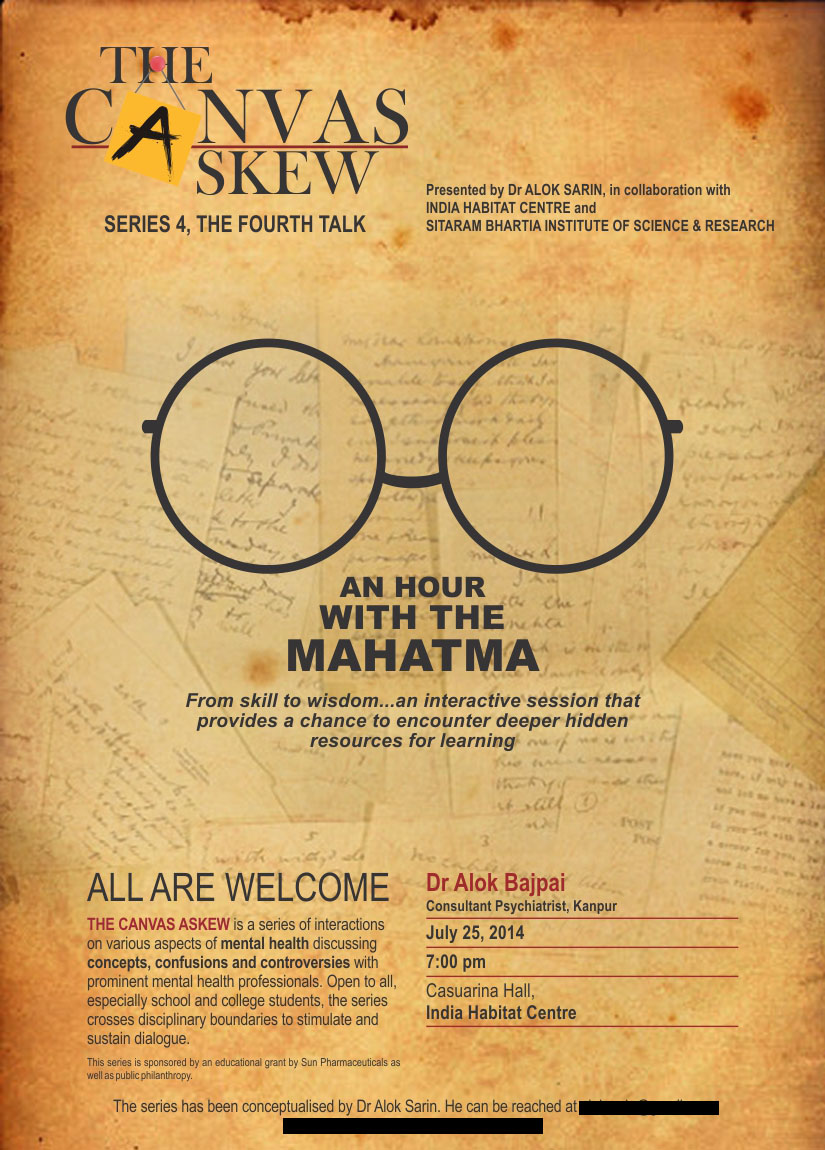 THE
CANVAS
ASKEW
SERIES 4, THE FOURTH TALK
Presented by Dr ALOK SARIN, in collaboration with
INDIA HABITAT CENTRE and
SITARAM BHARTIA INSTITUTE OF SCIENCE & RESEARCH
AN HOUR
WITH THE
MAHATMA
From skill to wisdom...an interactive session that
provides a chance to encounter deeper hidden
resources for learning
ALL ARE WELCOME
THE CANVAS ASKEW is a series of interactions
on various aspects of mental health discussing
concepts, confusions and controversies with
prominent mental health professionals. Open to all,
especially school and college students, the series
crosses disciplinary boundaries to stimulate and
sustain dialogue.
This series is sponsored by an educational grant by Sun Pharmaceuticals as
well as public philanthropy.
Dr Alok Bajpai
Consultant Psychiatrist, Kanpur
July 25, 2014
7:00 pm
Casuarina Hall,
India Habitat Centre
The series has been conceptualised by Dr Alok Sarin. He can be reached at